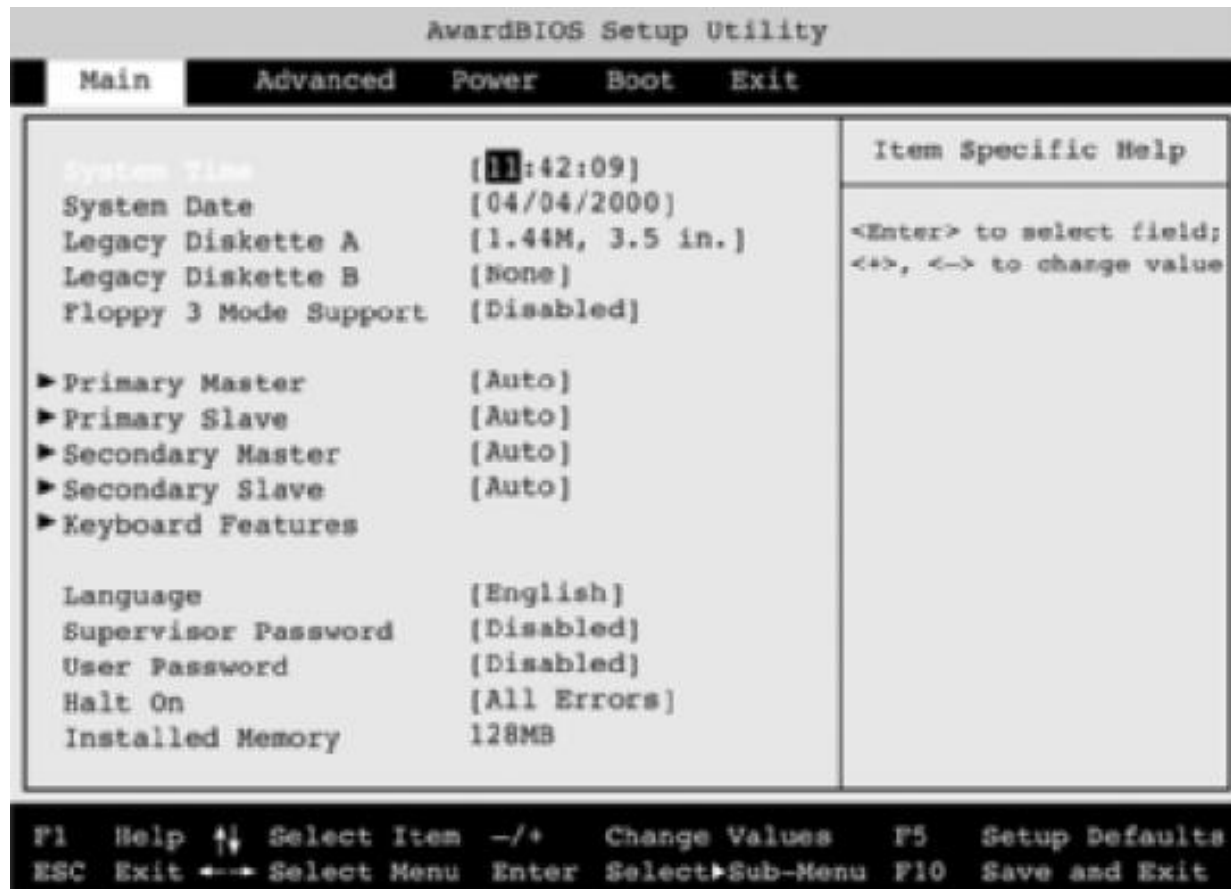 AwardBIOS Setup Utility
Main Advanced Power Boot Exit
System Time [11:42:09]
System Date [04/04/2000]
Legacy Diskette A [1.44M, 3.5 in.]
Legacy Diskette B [None]
Floppy 3 Mode Support [Disabled]
▶Primary Master [Auto]
▶Primary Slave [Auto]
▶Secondary Master [Auto]
▶Secondary Slave [Auto]
▶Keyboard Features
Language [English]
Supervisor Password [Disabled]
User Password [Disabled]
Halt On [All Errors]
Installed Memory 128MB
Item Specific Help
<Enter> to select field;
<+>, <-> to change value
F1 Help ↑↓ Select Item -/+ Change Values F5 Setup Defaults
ESC Exit ←→ Select Menu Enter Select▶Sub-Menu F10 Save and Exit